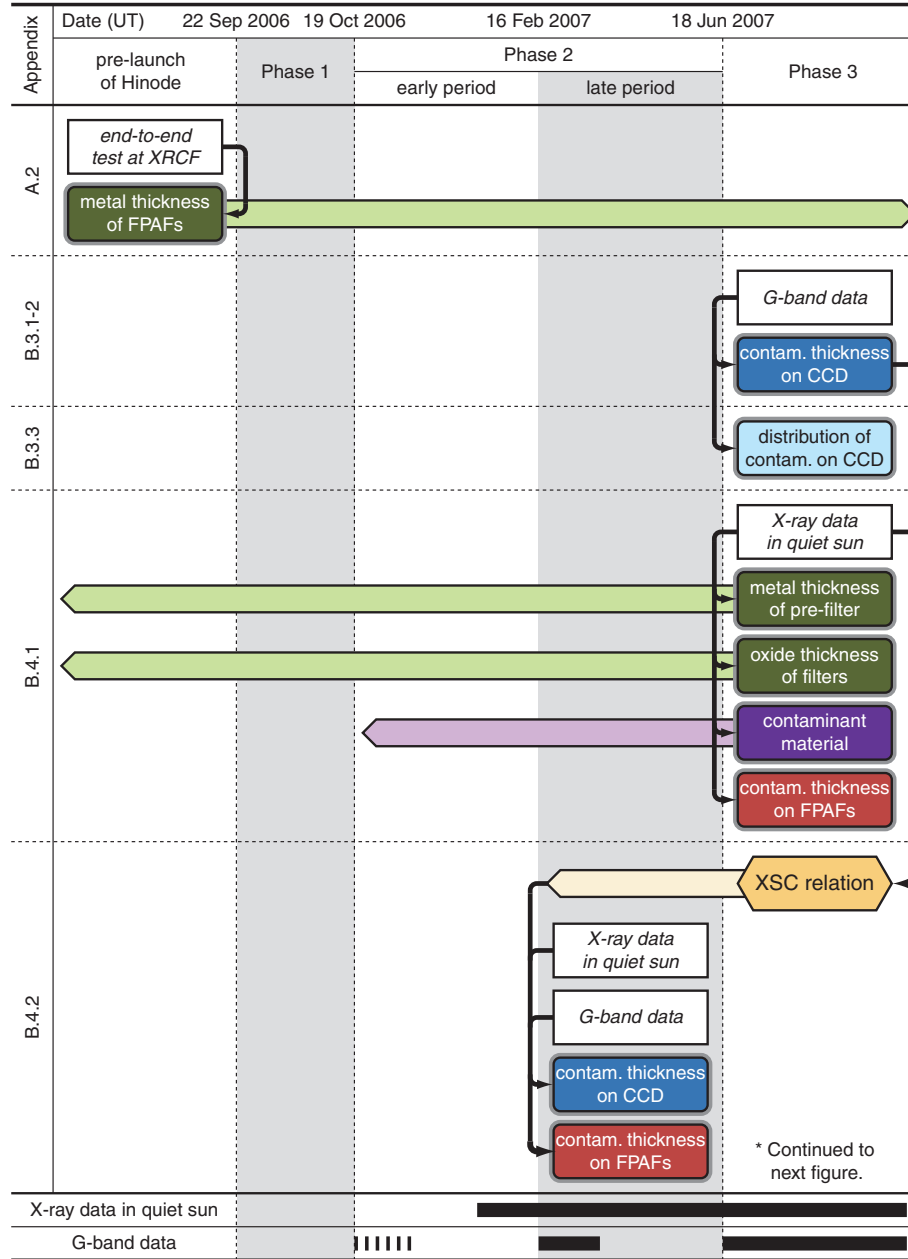 Appendix
Date (UT) 22 Sep 2006 19 Oct 2006 16 Feb 2007 18 Jun 2007
pre-launch
of Hinode
Phase 1
Phase 2
early period late period
Phase 3
A.2
end-to-end
test at XRCF
metal thickness
of FPAFs
B.3.1-2
G-band data
contam. thickness
on CCD
B.3.3
distribution of
contam. on CCD
B.4.1
X-ray data
in quiet sun
metal thickness
of pre-filter
oxide thickness
of filters
contaminant
material
contam. thickness
on FPAFs
B.4.2
XSC relation
X-ray data
in quiet sun
G-band data
contam. thickness
on CCD
contam. thickness
on FPAFs
* Continued to
next figure.
X-ray data in quiet sun
G-band data